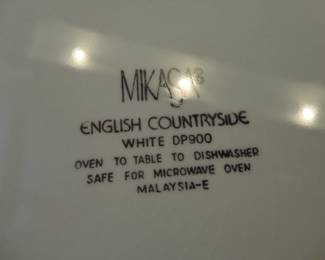 MIKASA®
ENGLISH COUNTRYSIDE
WHITE DP900
OVEN TO TABLE TO DISHWASHER
SAFE FOR MICROWAVE OVEN
MALAYSIA-E